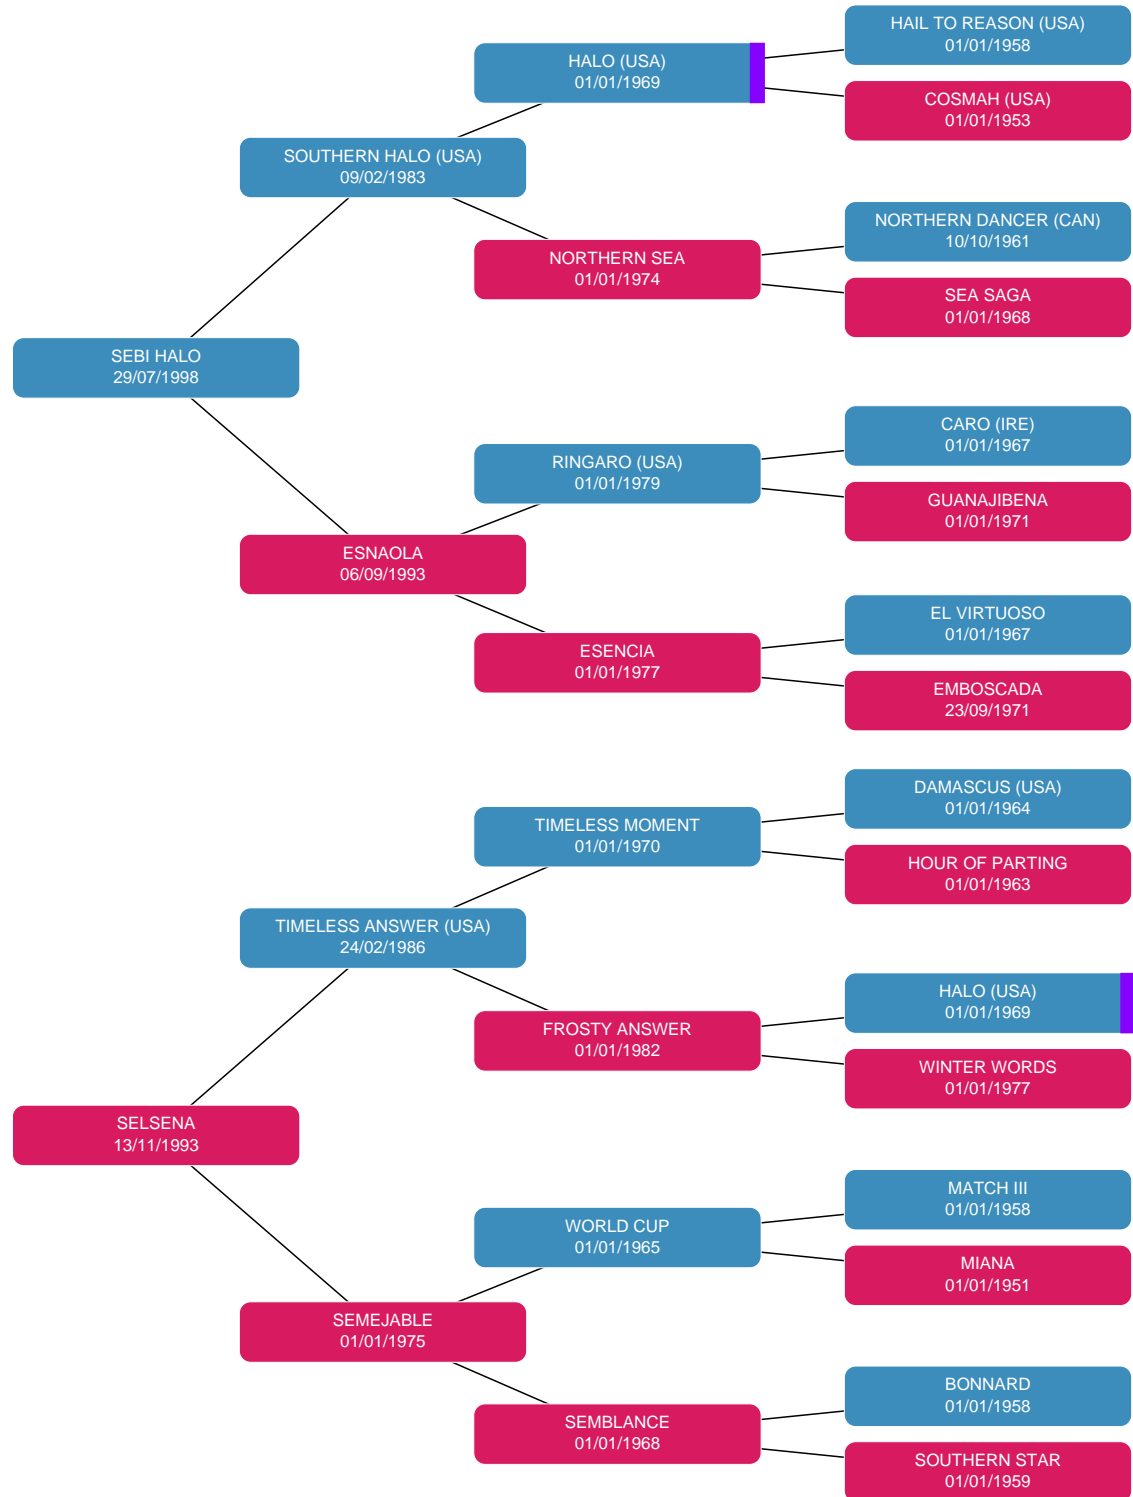 HAIL TO REASON (USA)
01/01/1958
HALO (USA)
01/01/1969
COSMAH (USA)
01/01/1953
SOUTHERN HALO (USA)
09/02/1983
NORTHERN DANCER (CAN)
10/10/1961
NORTHERN SEA
01/01/1974
SEA SAGA
01/01/1968
SEBI HALO
29/07/1998
CARO (IRE)
01/01/1967
RINGARO (USA)
01/01/1979
GUANAJIBENA
01/01/1971
ESNAOLA
06/09/1993
EL VIRTUOSO
01/01/1967
ESENCIA
01/01/1977
EMBOSCADA
23/09/1971
DAMASCUS (USA)
01/01/1964
TIMELESS MOMENT
01/01/1970
HOUR OF PARTING
01/01/1963
TIMELESS ANSWER (USA)
24/02/1986
HALO (USA)
01/01/1969
FROSTY ANSWER
01/01/1982
WINTER WORDS
01/01/1977
SELSENA
13/11/1993
MATCH III
01/01/1958
WORLD CUP
01/01/1965
MIANA
01/01/1951
SEMEJABLE
01/01/1975
BONNARD
01/01/1958
SEMBLANCE
01/01/1968
SOUTHERN STAR
01/01/1959